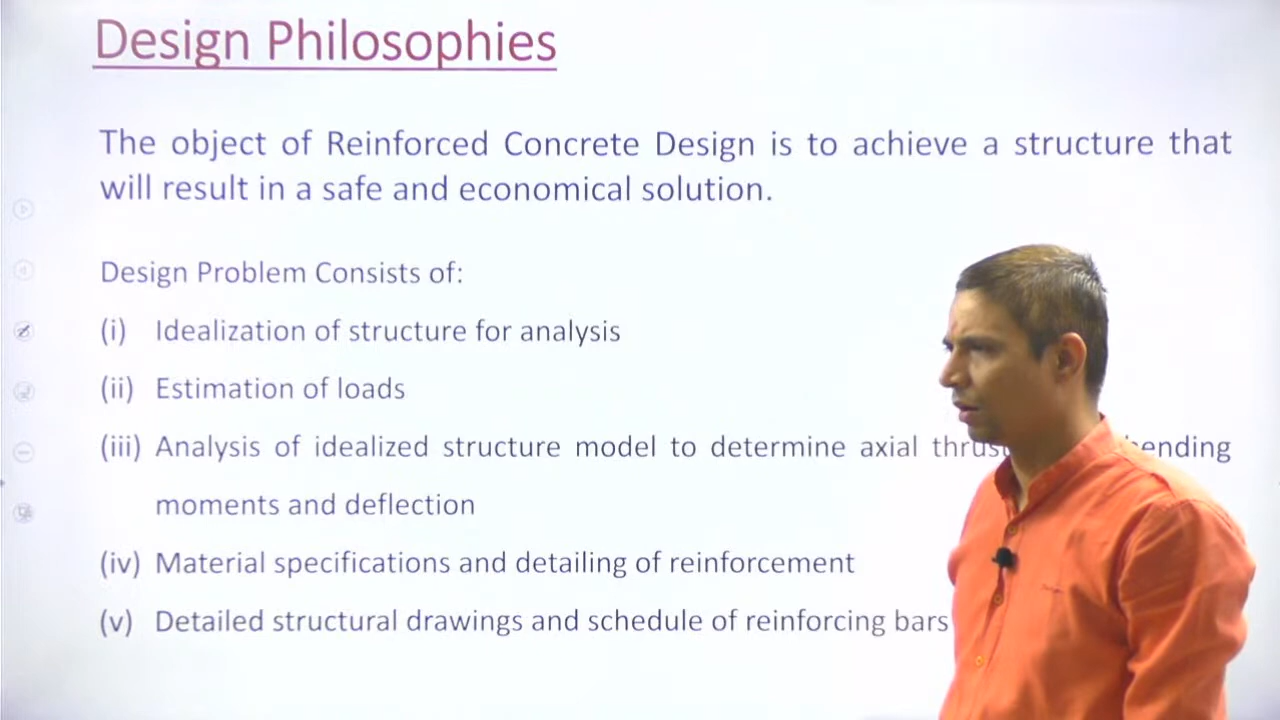 Design Philosophies
The object of Reinforced Concrete Design is to achieve a structure that
will result in a safe and economical solution.
Design Problem Consists of:
(i) Idealization of structure for analysis
(ii) Estimation of loads
(iii) Analysis of idealized structure model to determine axial
moments and deflection
(iv) Material specifications and detailing of reinforcement
(v) Detailed structural drawings and schedule of reinforcing bars